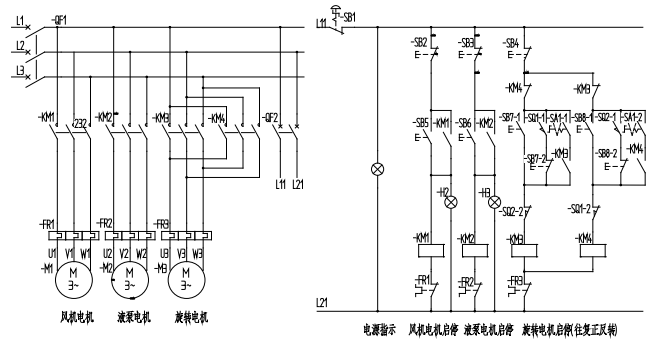 L1 -QF1
L2
L3
-KM1 232 -KM2 -KM3 -KM4 -QF2
L11 L21
-FR1 -FR2 -FR3
U1 V1 W1 U2 V2 W2 U3 V3 W3
-M1 M 3~ -M2 M 3~ -M3 M 3~
风机电机 液泵电机 旋转电机
L11 -SB1
-SB2 -SB3 -SB4
-KM4 -KM3
-SB5 -KM1 -SB6 -KM2 -SB7-1 -SQ1-1 -SA1-1 -SB8-1 -SQ2-1 -SA1-2
-SB7-2 -KM3 -SB8-2 -KM4
-H2 -H3
-SQ2-2 -SQ1-2
-KM1 -KM2 -KM3 -KM4
-FR1 -FR2 -FR3
L21
电源指示 风机电机启停 液泵电机启停 旋转电机启停(往复正反转)